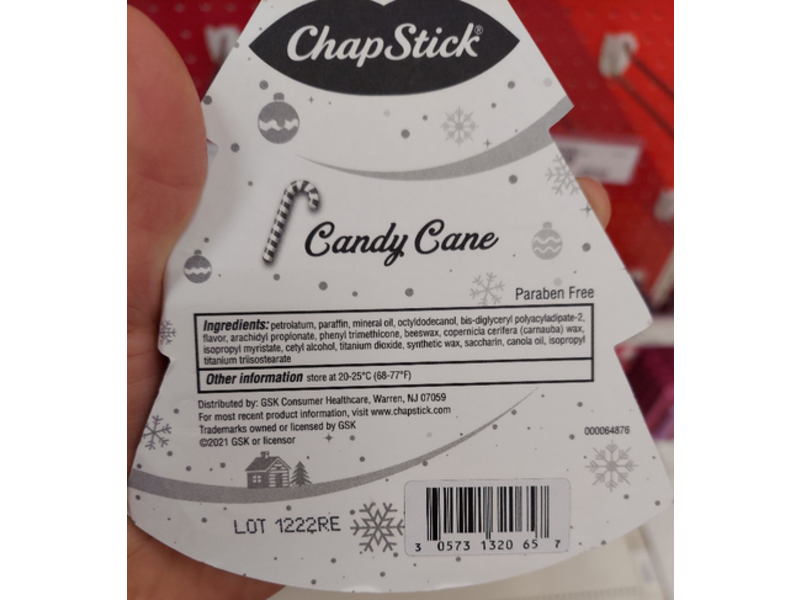 ChapStick®
Candy Cane
Paraben Free
Ingredients: petrolatum, paraffin, mineral oil, octyldodecanol, bis-diglyceryl polyacyladipate-2,
flavor, arachidyl propionate, phenyl trimethicone, beeswax, copernicia cerifera (carnauba) wax,
isopropyl myristate, cetyl alcohol, titanium dioxide, synthetic wax, saccharin, canola oil, isopropyl
titanium triisostearate
Other information store at 20-25°C (68-77°F)
Distributed by: GSK Consumer Healthcare, Warren, NJ 07059
For most recent product information, visit www.chapstick.com
Trademarks owned or licensed by GSK
©2021 GSK or licensor
000064876
LOT 1222RE
3 0573 1320 65 7